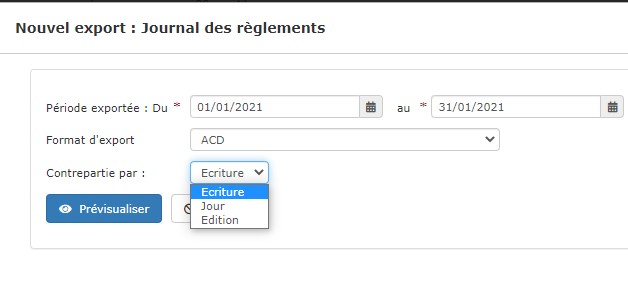 Nouvel export : Journal des règlements
Période exportée : Du * 01/01/2021 au * 31/01/2021
Format d'export ACD
Contrepartie par : Ecriture
Ecriture
Jour
Edition
Prévisualiser